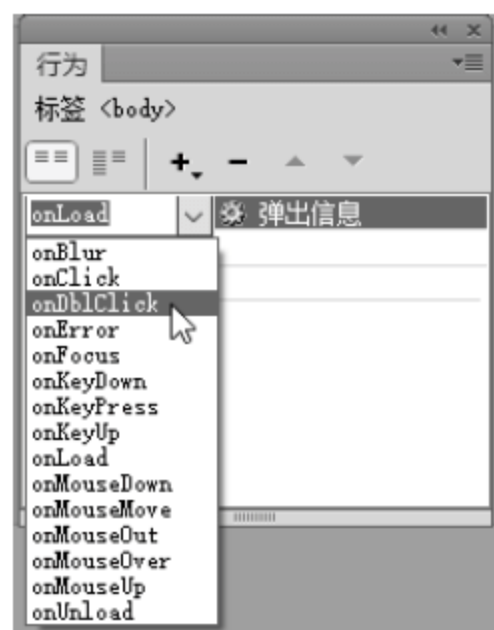 行为
标签 <body>
onLoad 弹出信息
onBlur
onClick
onDblClick
onError
onFocus
onKeyDown
onKeyPress
onKeyUp
onLoad
onMouseDown
onMouseMove
onMouseOut
onMouseOver
onMouseUp
onUnload